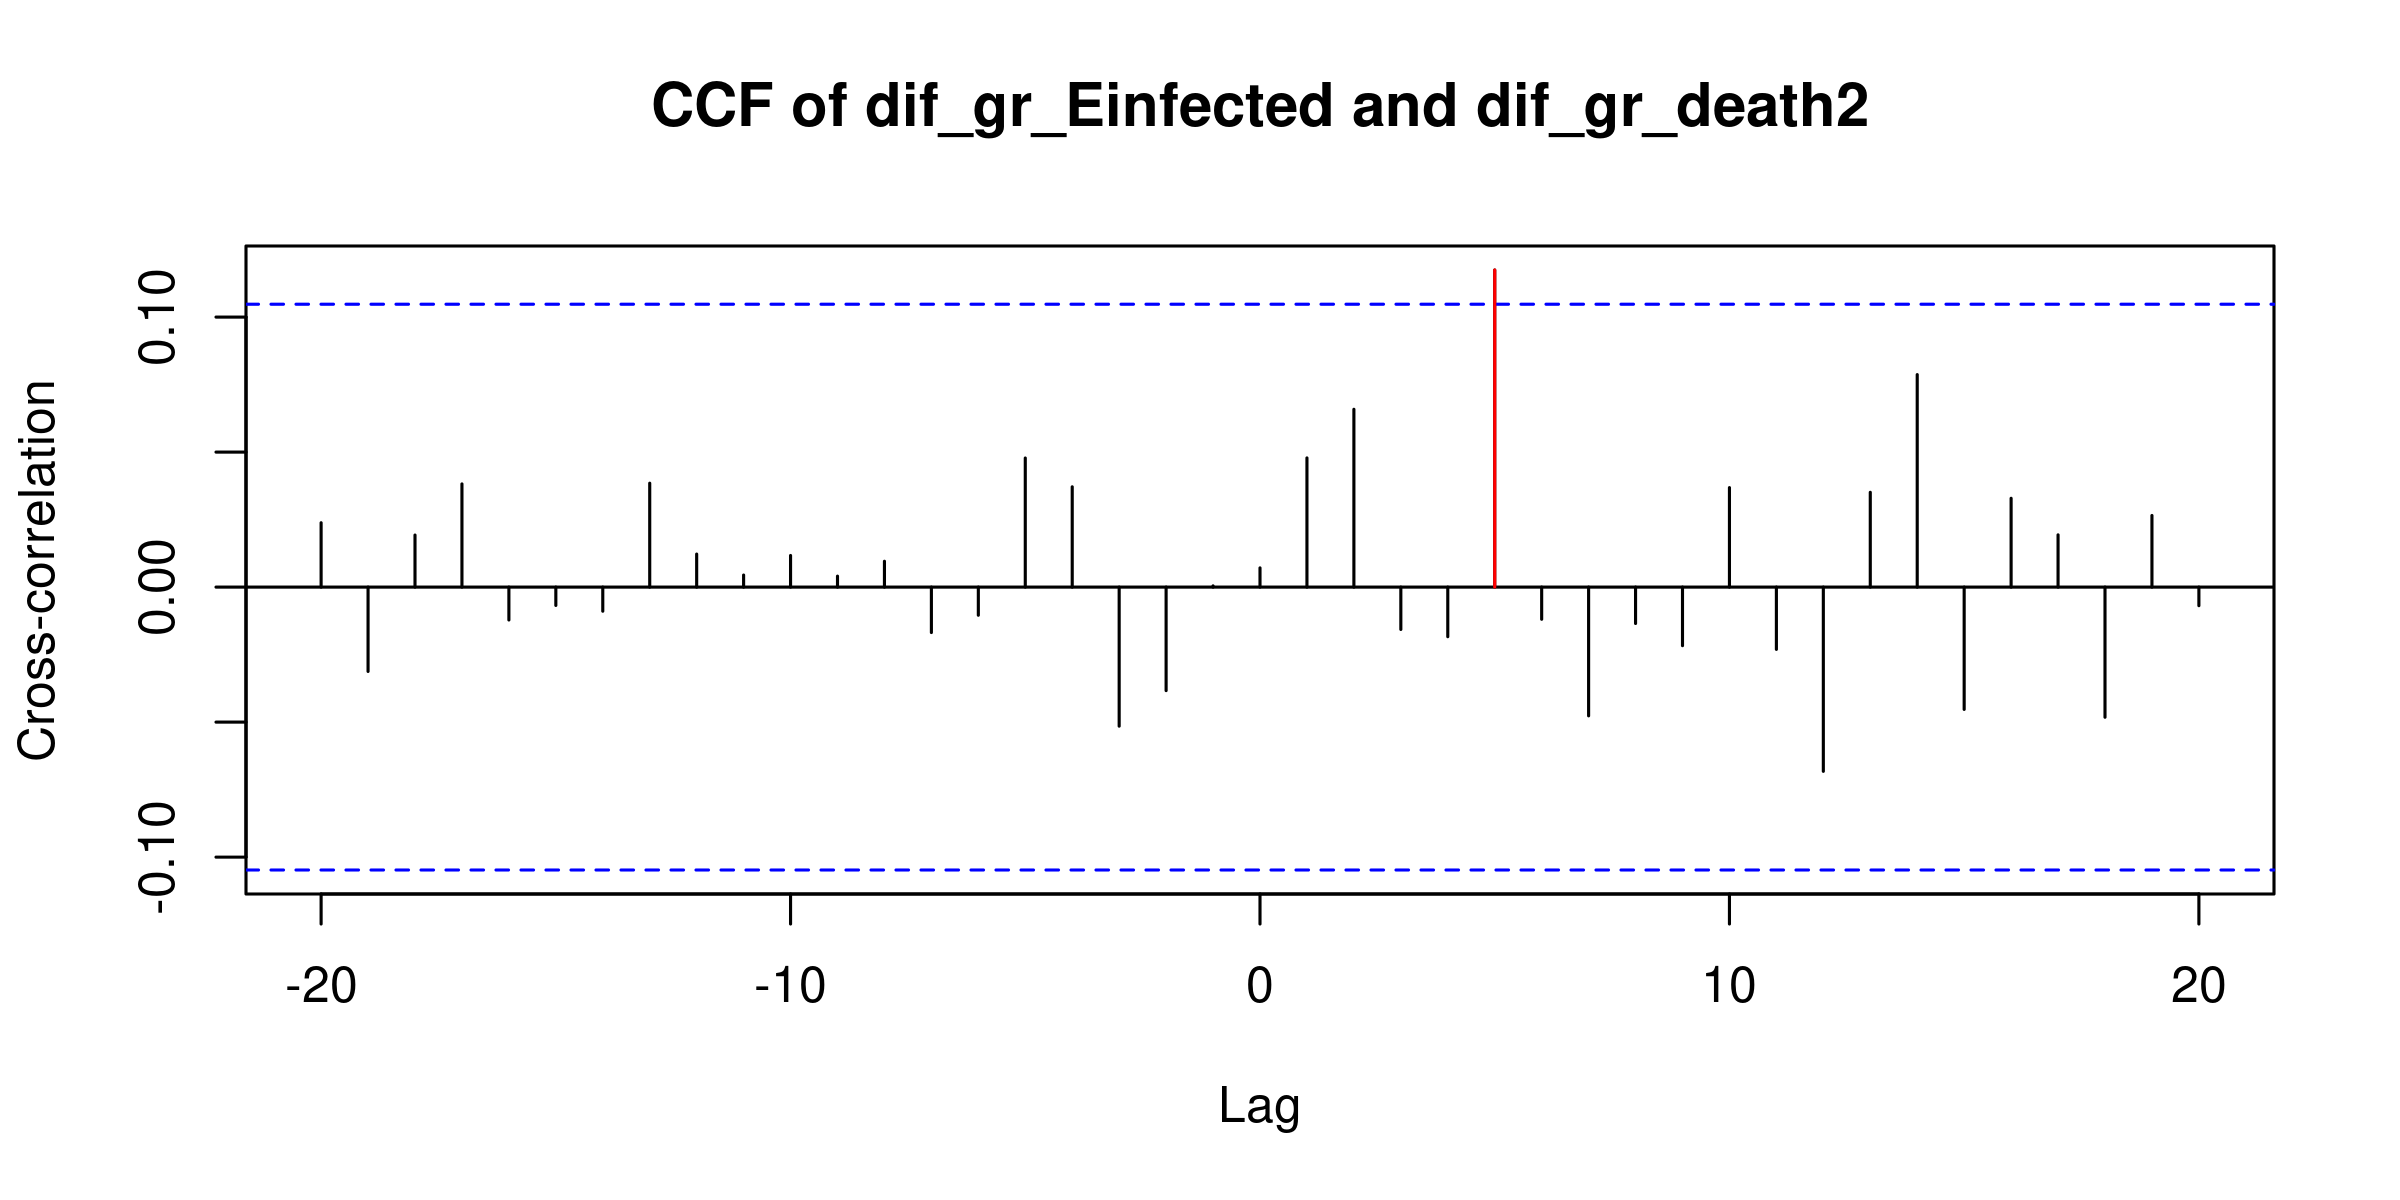 CCF of dif_gr_Einfected and dif_gr_death2
Cross-correlation
0.10
0.00
-0.10
-20 -10 0 10 20
Lag